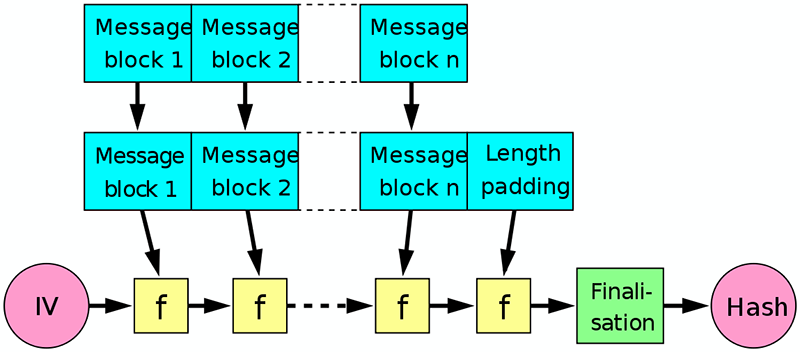 Message Message Message
block 1 block 2 block n
Message Message Message Length
block 1 block 2 block n padding
IV f f f f Finali- Hash
sation